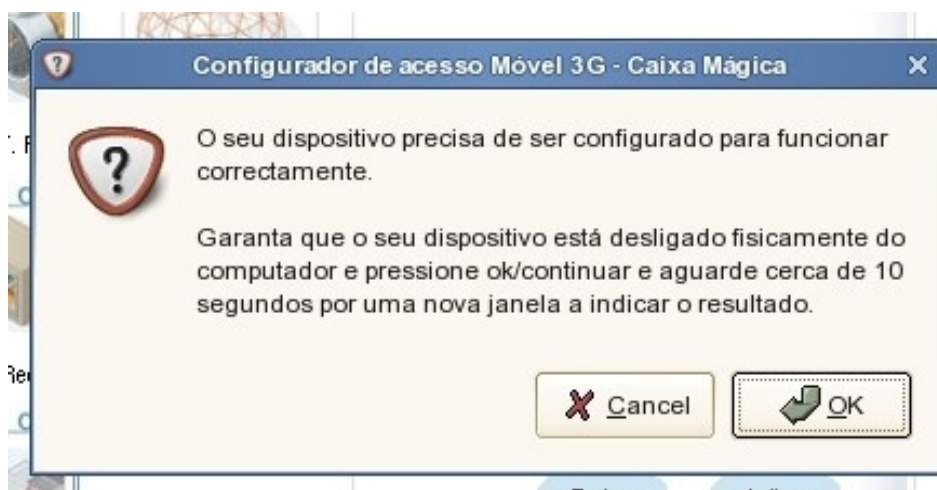 Configurador de acesso Móvel 3G - Caixa Mágica
O seu dispositivo precisa de ser configurado para funcionar
correctamente.
Garanta que o seu dispositivo está desligado fisicamente do
computador e pressione ok/continuar e aguarde cerca de 10
segundos por uma nova janela a indicar o resultado.
Cancel
OK